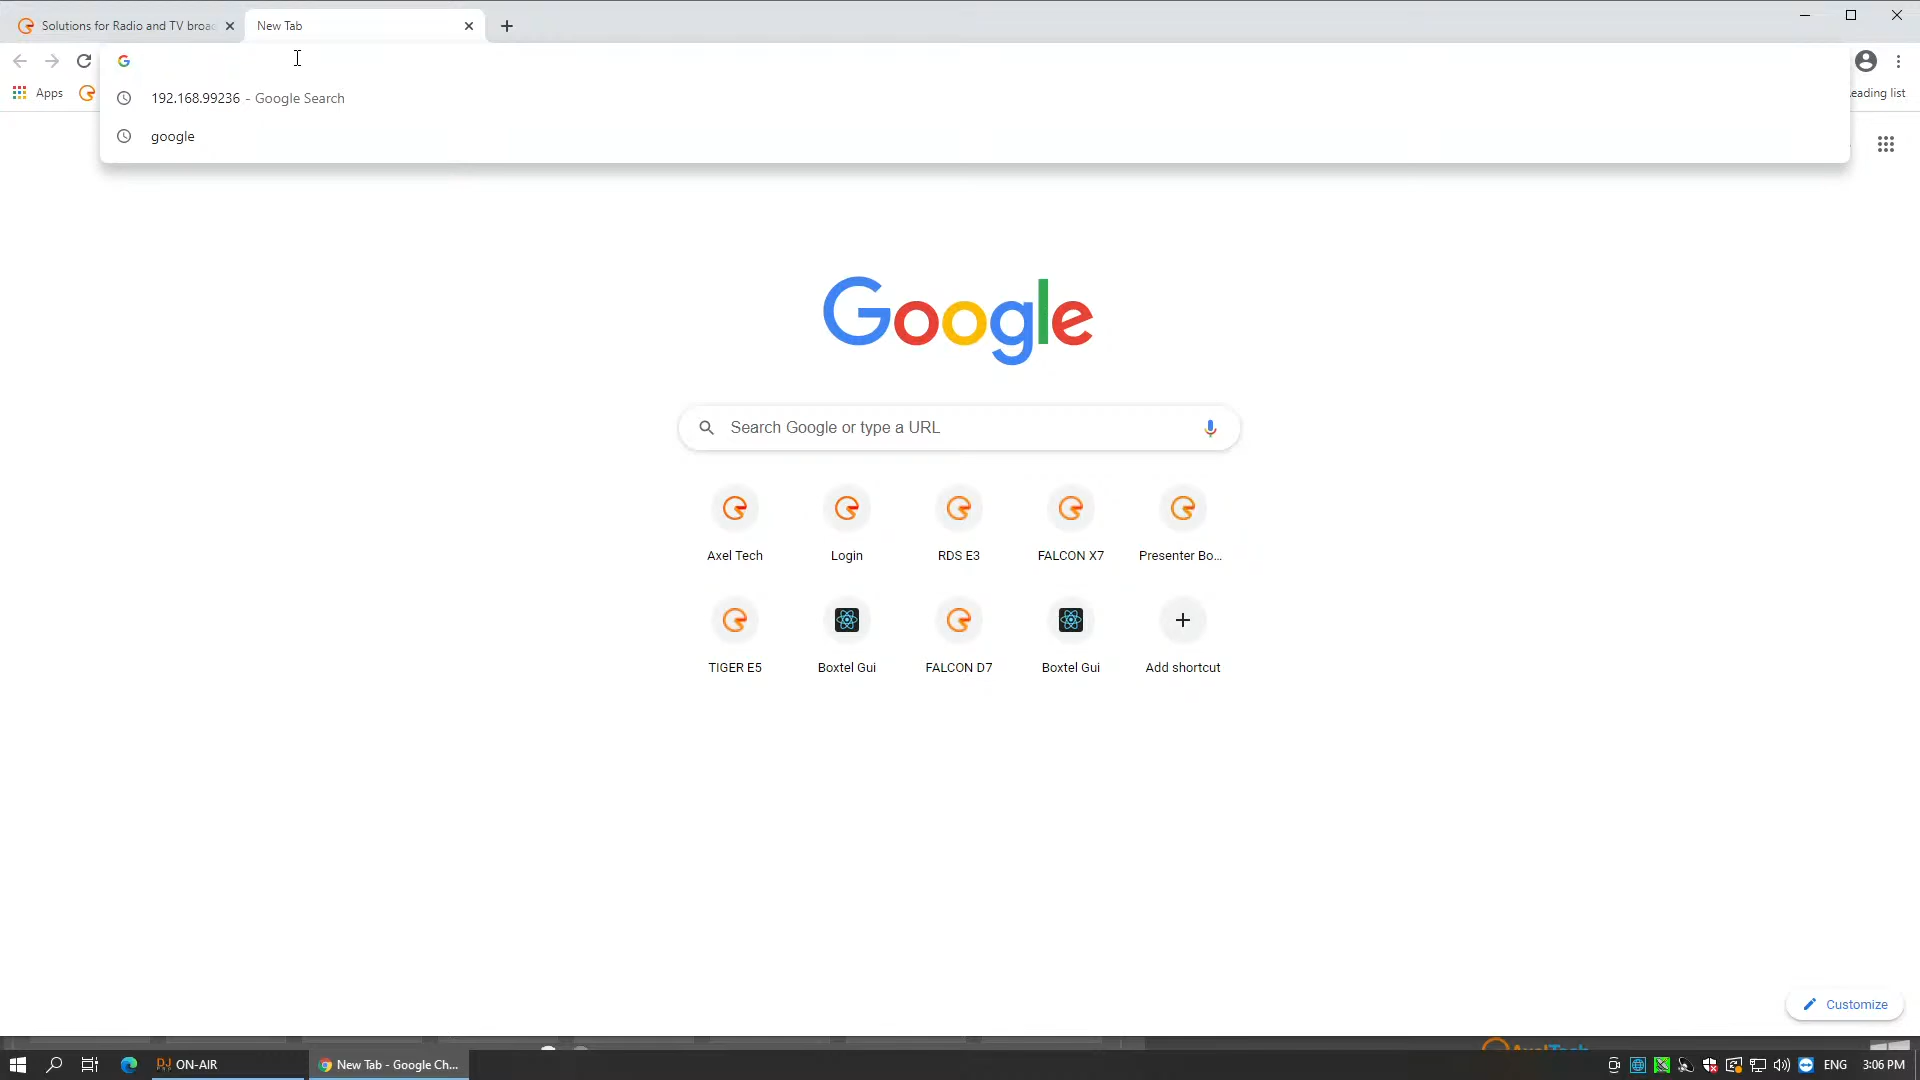 Solutions for Radio and TV broad
New Tab
192.168.99236 - Google Search
google
Apps
eading list
Google
Search Google or type a URL
Axel Tech
Login
RDS E3
FALCON X7
Presenter Bo...
TIGER E5
Boxtel Gui
FALCON D7
Boxtel Gui
Add shortcut
Customize
ON-AIR
New Tab - Google Ch...
ENG
3:06 PM